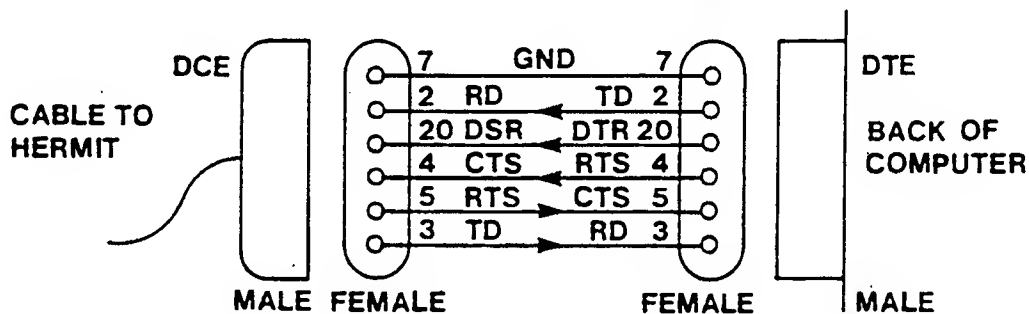 DCE
CABLE TO
HERMIT
7 GND 7
2 RD TD 2
20 DSR DTR 20
4 CTS RTS 4
5 RTS CTS 5
3 TD RD 3
DTE
BACK OF
COMPUTER
MALE FEMALE FEMALE MALE